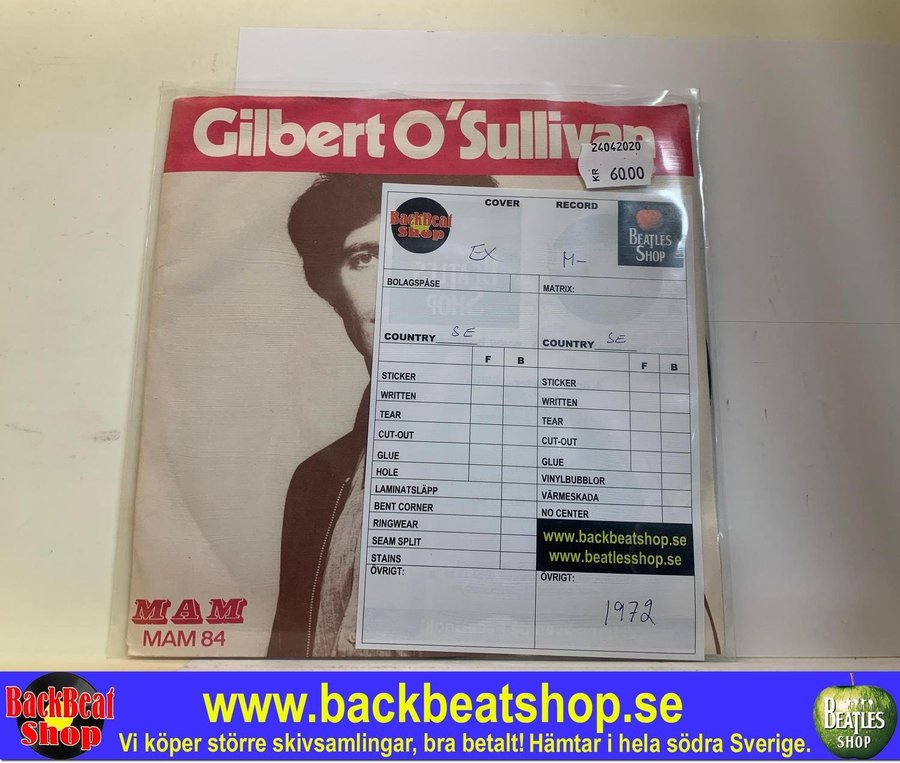 Gilbert O'Sullivan
24042020
KR 60.00
BackBeat Shop
COVER
RECORD
BEATLES SHOP
EX
M-
BOLAGSPÅSE
MATRIX:
COUNTRY SE
COUNTRY SE
F B
F B
STICKER
STICKER
WRITTEN
WRITTEN
TEAR
TEAR
CUT-OUT
CUT-OUT
GLUE
GLUE
HOLE
VINYLBUBBLOR
LAMINATSLÄPP
VÄRMESKADA
BENT CORNER
NO CENTER
RINGWEAR
SEAM SPLIT
STAINS
www.backbeatshop.se
www.beatlesshop.se
ÖVRIGT:
ÖVRIGT:
1972
MAM
MAM 84
BackBeat
Shop
www.backbeatshop.se
Vi köper större skivsamlingar, bra betalt! Hämtar i hela södra Sverige.
BEATLES
SHOP